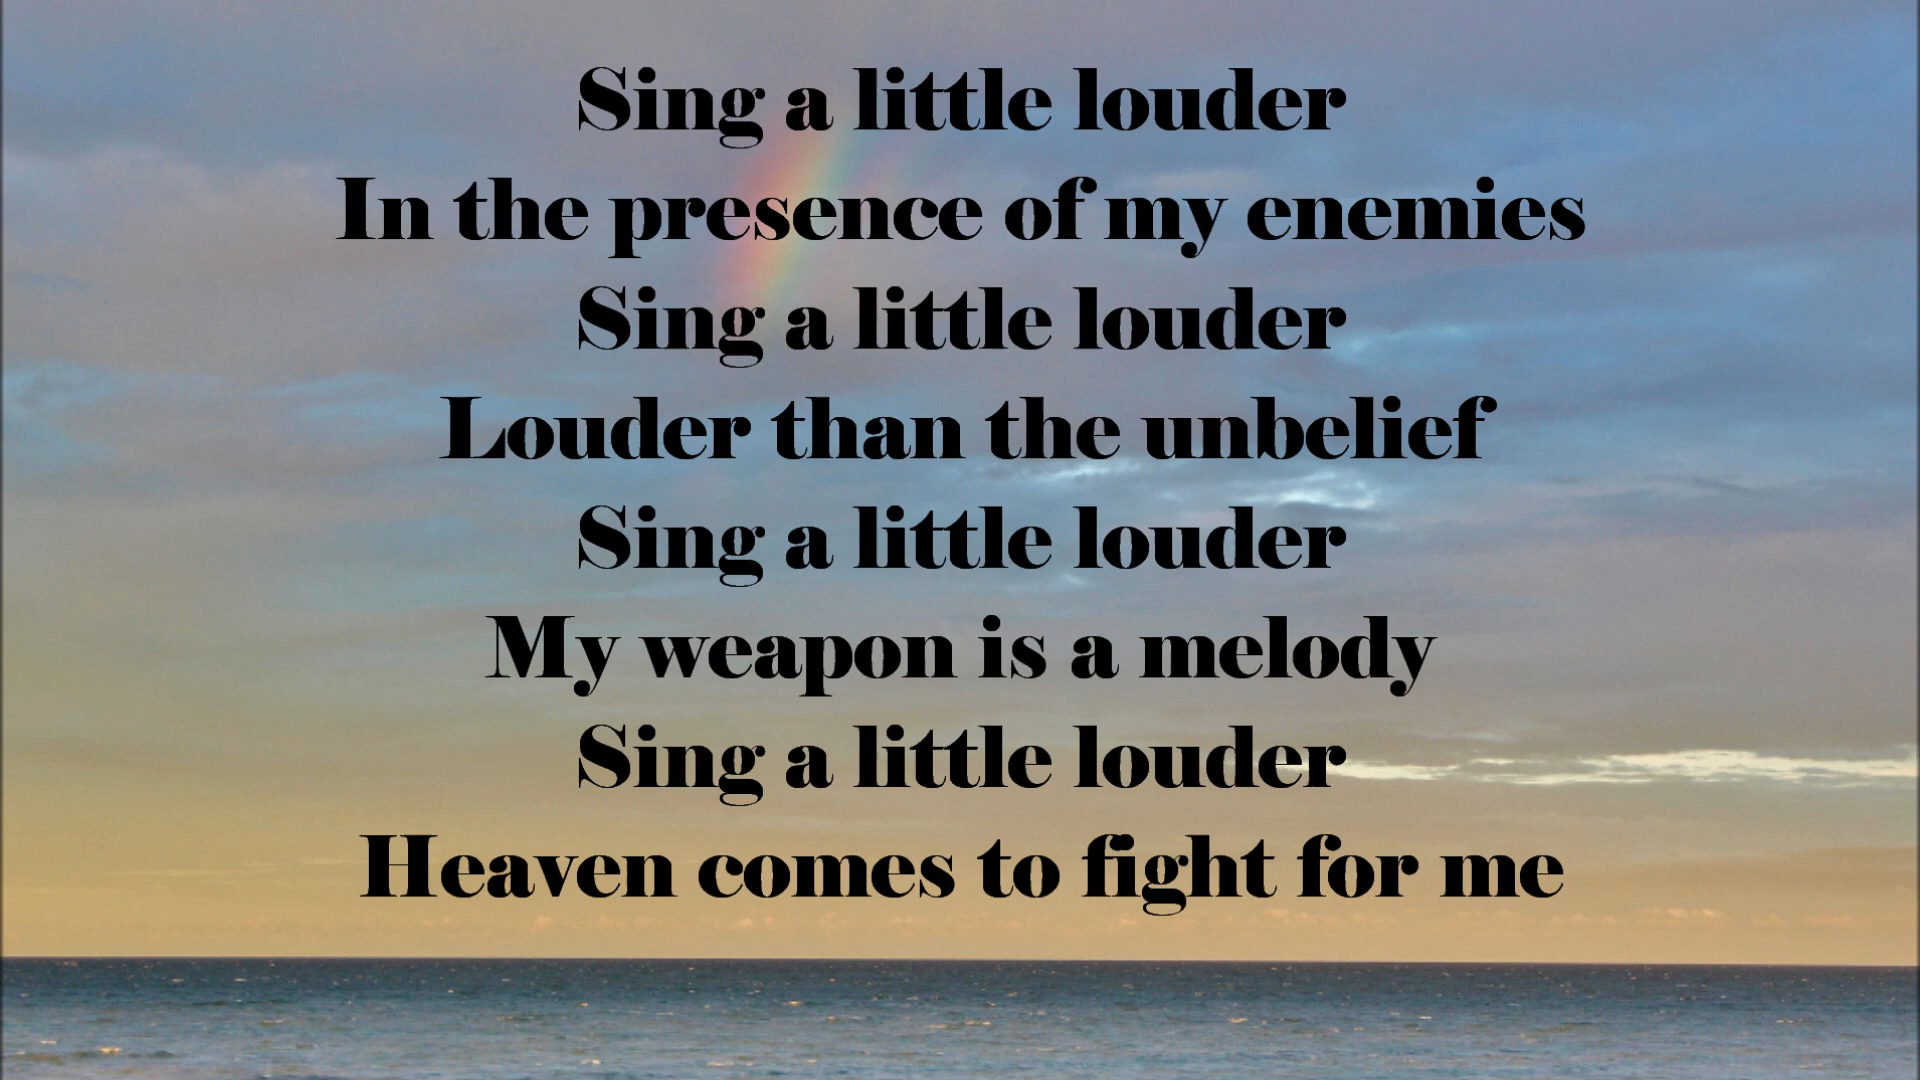 Sing a little louder
In the presence of my enemies
Sing a little louder
Louder than the unbelief
Sing a little louder
My weapon is a melody
Sing a little louder
Heaven comes to fight for me